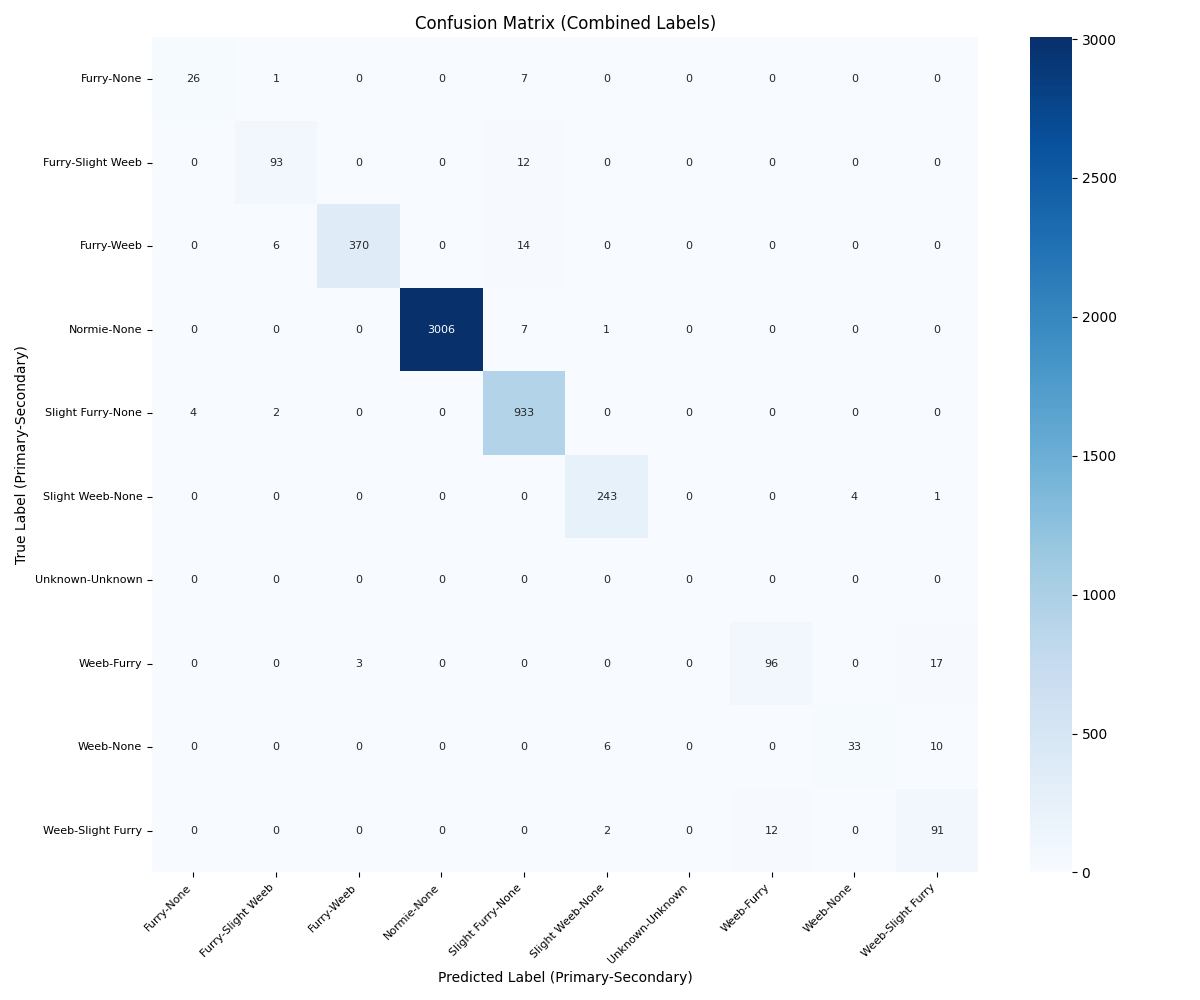 Confusion Matrix (Combined Labels)
True Label (Primary-Secondary)
Furry-None 26 1 0 0 7 0 0 0 0 0
Furry-Slight Weeb 0 93 0 0 12 0 0 0 0 0
Furry-Weeb 0 6 370 0 14 0 0 0 0 0
Normie-None 0 0 0 3006 7 1 0 0 0 0
Slight Furry-None 4 2 0 0 933 0 0 0 0 0
Slight Weeb-None 0 0 0 0 0 243 0 0 4 1
Unknown-Unknown 0 0 0 0 0 0 0 0 0 0
Weeb-Furry 0 0 3 0 0 0 0 96 0 17
Weeb-None 0 0 0 0 0 6 0 0 33 10
Weeb-Slight Furry 0 0 0 0 0 2 0 12 0 91
Furry-None
Furry-Slight Weeb
Furry-Weeb
Normie-None
Slight Furry-None
Slight Weeb-None
Unknown-Unknown
Weeb-Furry
Weeb-None
Weeb-Slight Furry
Predicted Label (Primary-Secondary)
3000
2500
2000
1500
1000
500
0